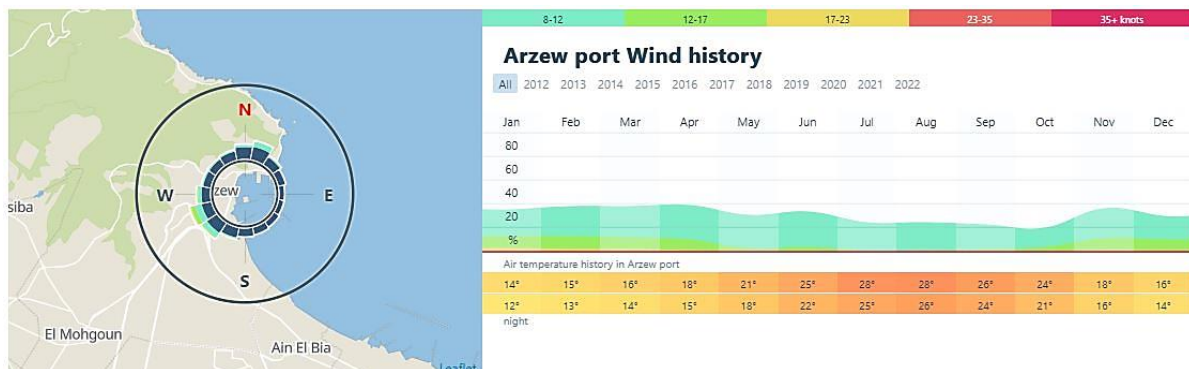 8-12 12-17 17-23 23-35 35+ knots
Arzew port Wind history
All 2012 2013 2014 2015 2016 2017 2018 2019 2020 2021 2022
Jan Feb Mar Apr May Jun Jul Aug Sep Oct Nov Dec
80
60
40
20
%
Air temperature history in Arzew port
14° 15° 16° 18° 21° 25° 28° 28° 26° 24° 18° 16°
12° 13° 14° 15° 18° 22° 25° 26° 24° 21° 16° 14°
night
N
W
zew
E
siba
S
El Mohgoun
Ain El Bia
Leaflet